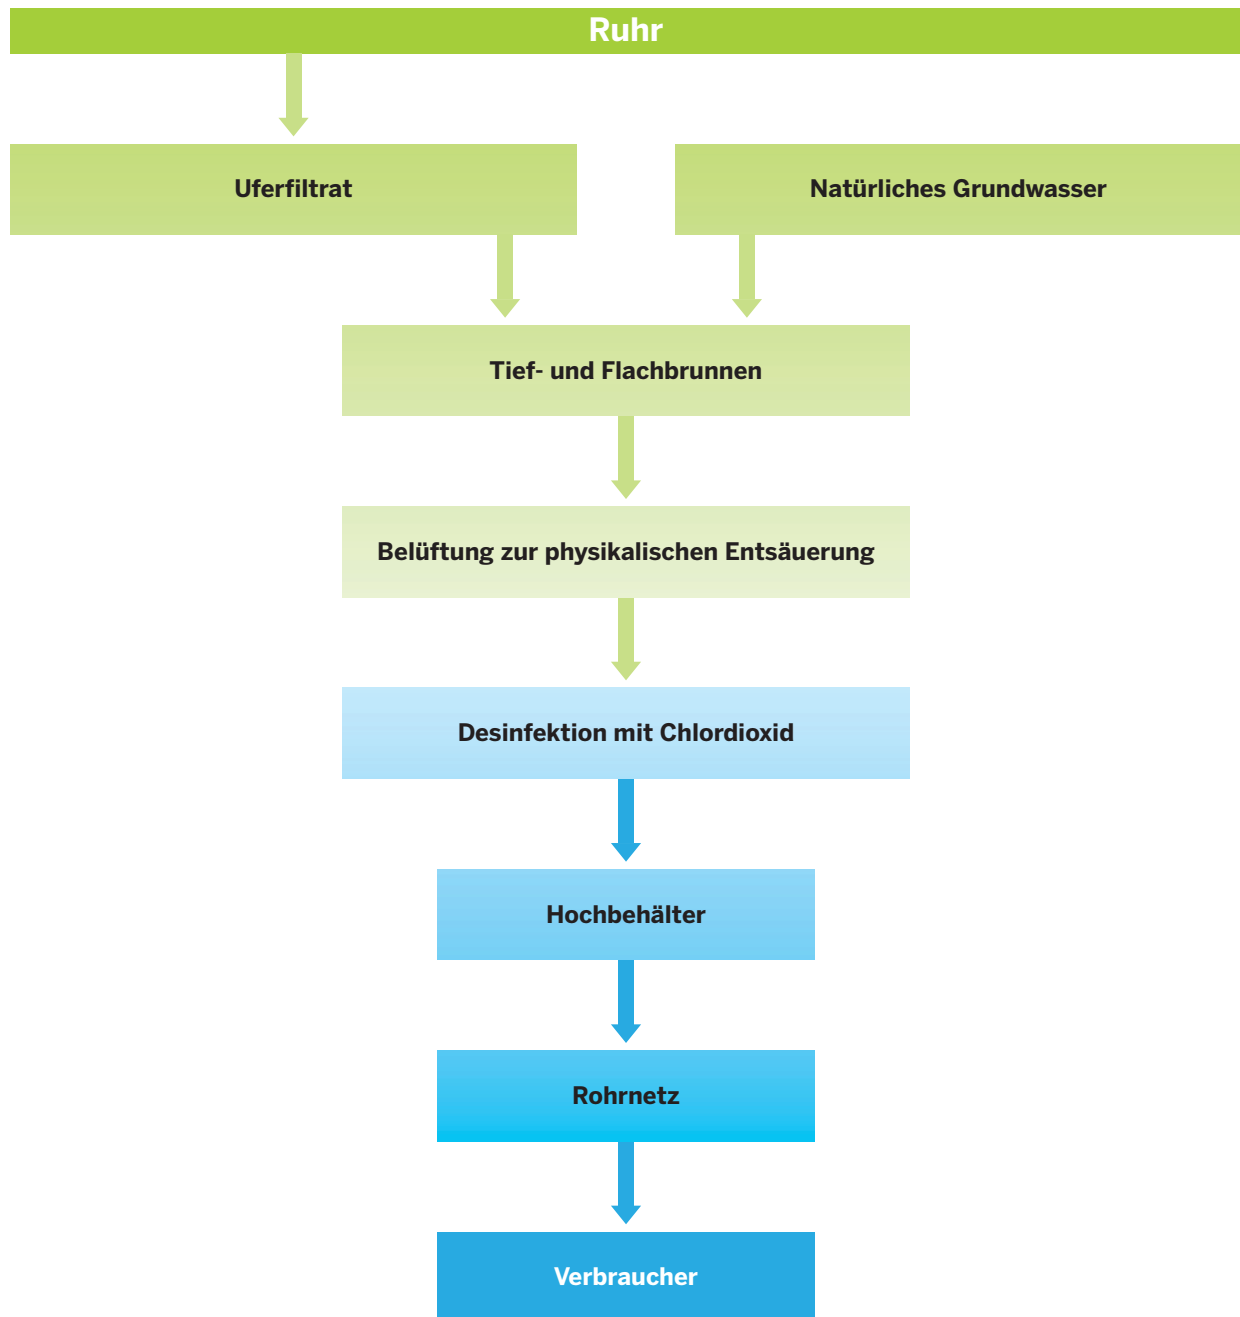 Ruhr
Uferfiltrat
Natürliches Grundwasser
Tief- und Flachbrunnen
Belüftung zur physikalischen Entsäuerung
Desinfektion mit Chlordioxid
Hochbehälter
Rohrnetz
Verbraucher